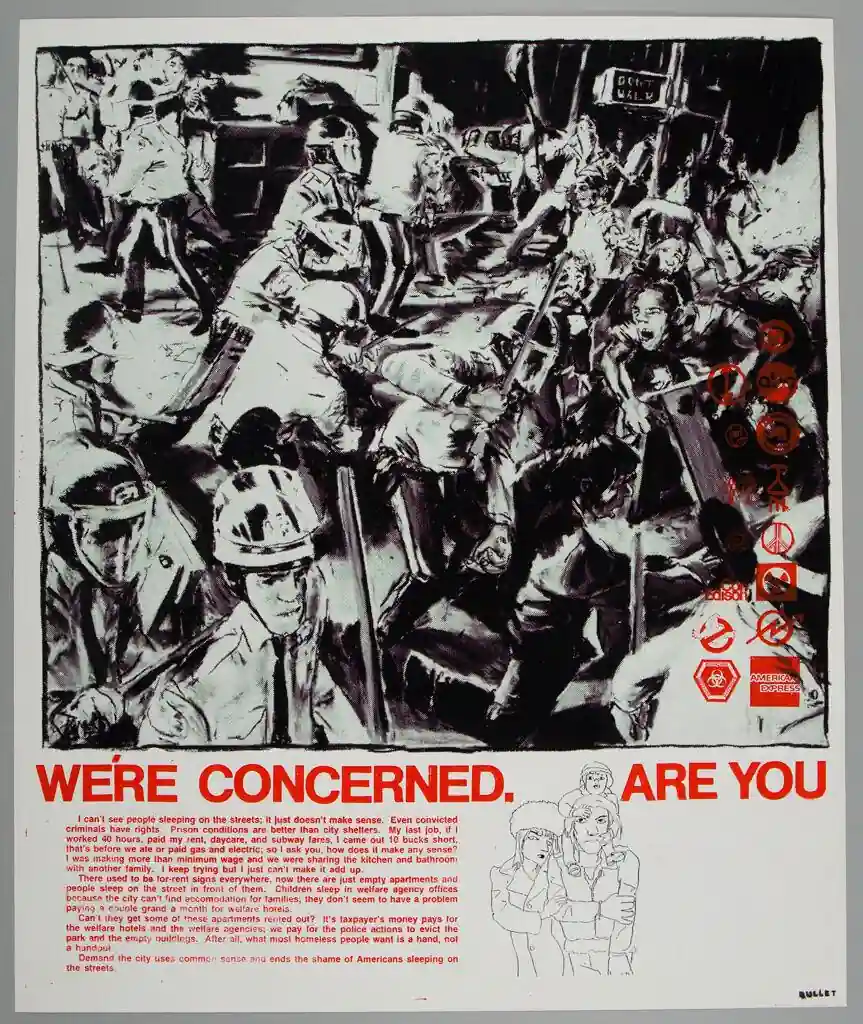 DON'T
WALK
Con
Edison
AMERICAN
EXPRESS
WE'RE CONCERNED. ARE YOU
I can't see people sleeping on the streets; it just doesn't make sense. Even convicted
criminals have rights. Prison conditions are better than city shelters. My last job, if I
worked 40 hours, paid my rent, daycare, and subway fares, I came out 10 bucks short,
that's before we ate or paid gas and electric; so I ask you, how does it make any sense?
I was making more than minimum wage and we were sharing the kitchen and bathroom
with another family. I keep trying but I just can't make it add up.
There used to be for-rent signs everywhere, now there are just empty apartments and
people sleep on the street in front of them. Children sleep in welfare agency offices
because the city can't find accomodation for families; they don't seem to have a problem
paying a couple grand a month for welfare hotels.
Can't they get some of these apartments rented out? It's taxpayer's money pays for
the welfare hotels and the welfare agencies; we pay for the police actions to evict the
park and the empty buildings. After all, what most homeless people want is a hand, not
a handout.
Demand the city uses common sense and ends the shame of Americans sleeping on
the streets.
BULLET